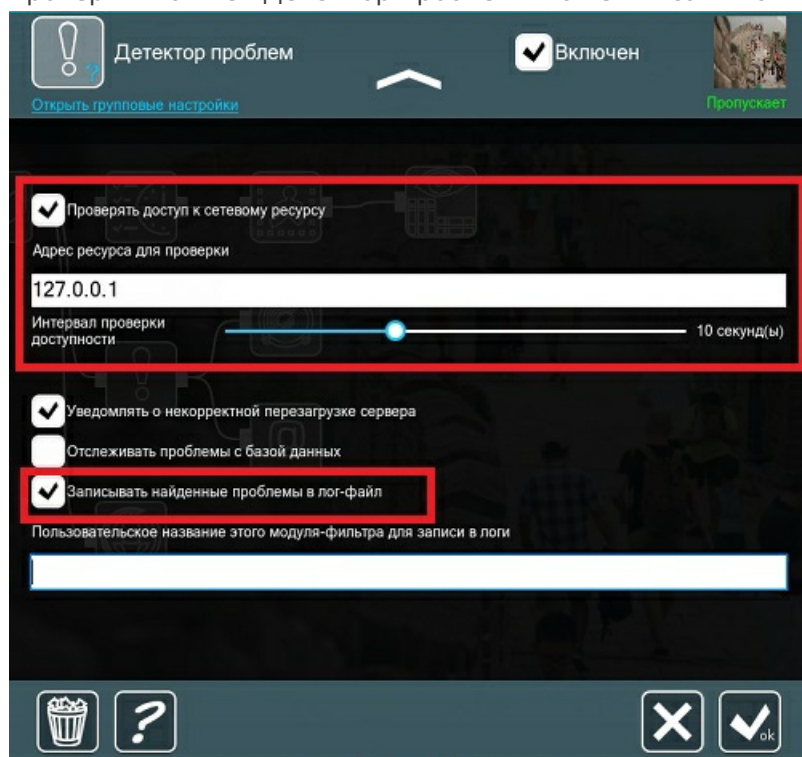 Детектор проблем
Включен
Открыть групповые настройки
Пропускает
Проверять доступ к сетевому ресурсу
Адрес ресурса для проверки
127.0.0.1
Интервал проверки
доступности
10 секунд(ы)
Уведомлять о некорректной перезагрузке сервера
Отслеживать проблемы с базой данных
Записывать найденные проблемы в лог-файл
Пользовательское название этого модуля-фильтра для записи в логи
ok